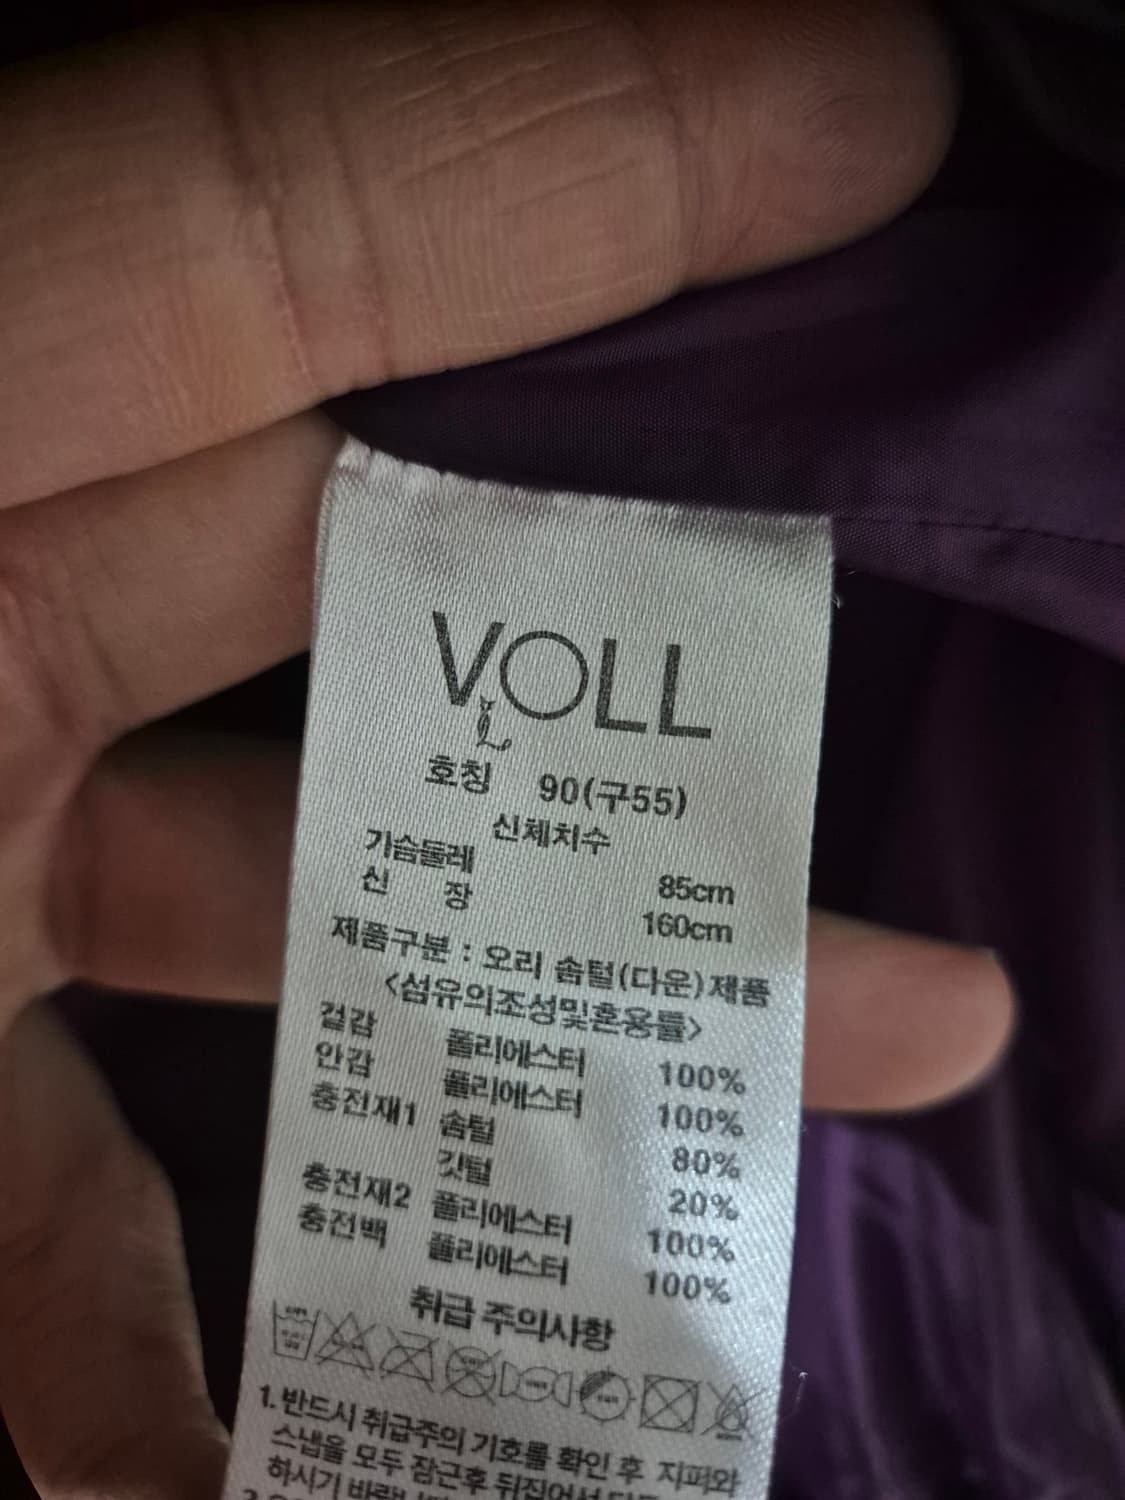 VOLL
호칭 90(구55)
신체치수
가슴둘레 85cm
신 장 160cm
제품구분 : 오리 솜털(다운)제품
<섬유의조성및혼용률>
겉감 폴리에스터 100%
안감 폴리에스터 100%
충전재1 솜털 80%
깃털 20%
충전재2 폴리에스터 100%
충전백 폴리에스터 100%
취급 주의사항
1. 반드시 취급주의 기호를 확인 후 지퍼와
스냅을 모두 잠근후 뒤집어서
하시기